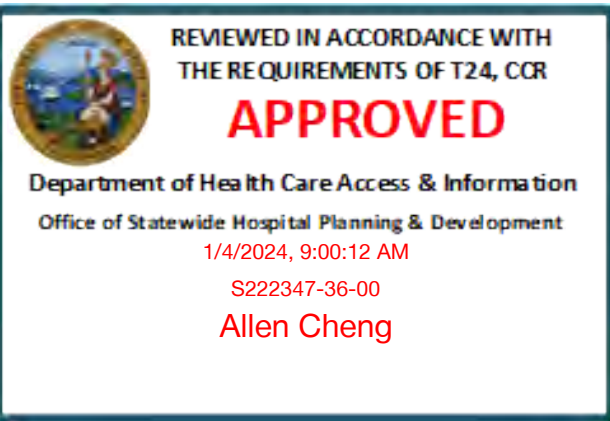 REVIEWED IN ACCORDANCE WITH
THE REQUIREMENTS OF T24, CCR
APPROVED
Department of Health Care Access & Information
Office of Statewide Hospital Planning & Development
1/4/2024, 9:00:12 AM
S222347-36-00
Allen Cheng